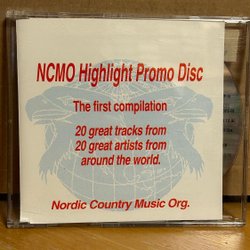 NCMO Highlight Promo Disc
The first compilation
20 great tracks from
20 great artists from
around the world.
Nordic Country Music Org.